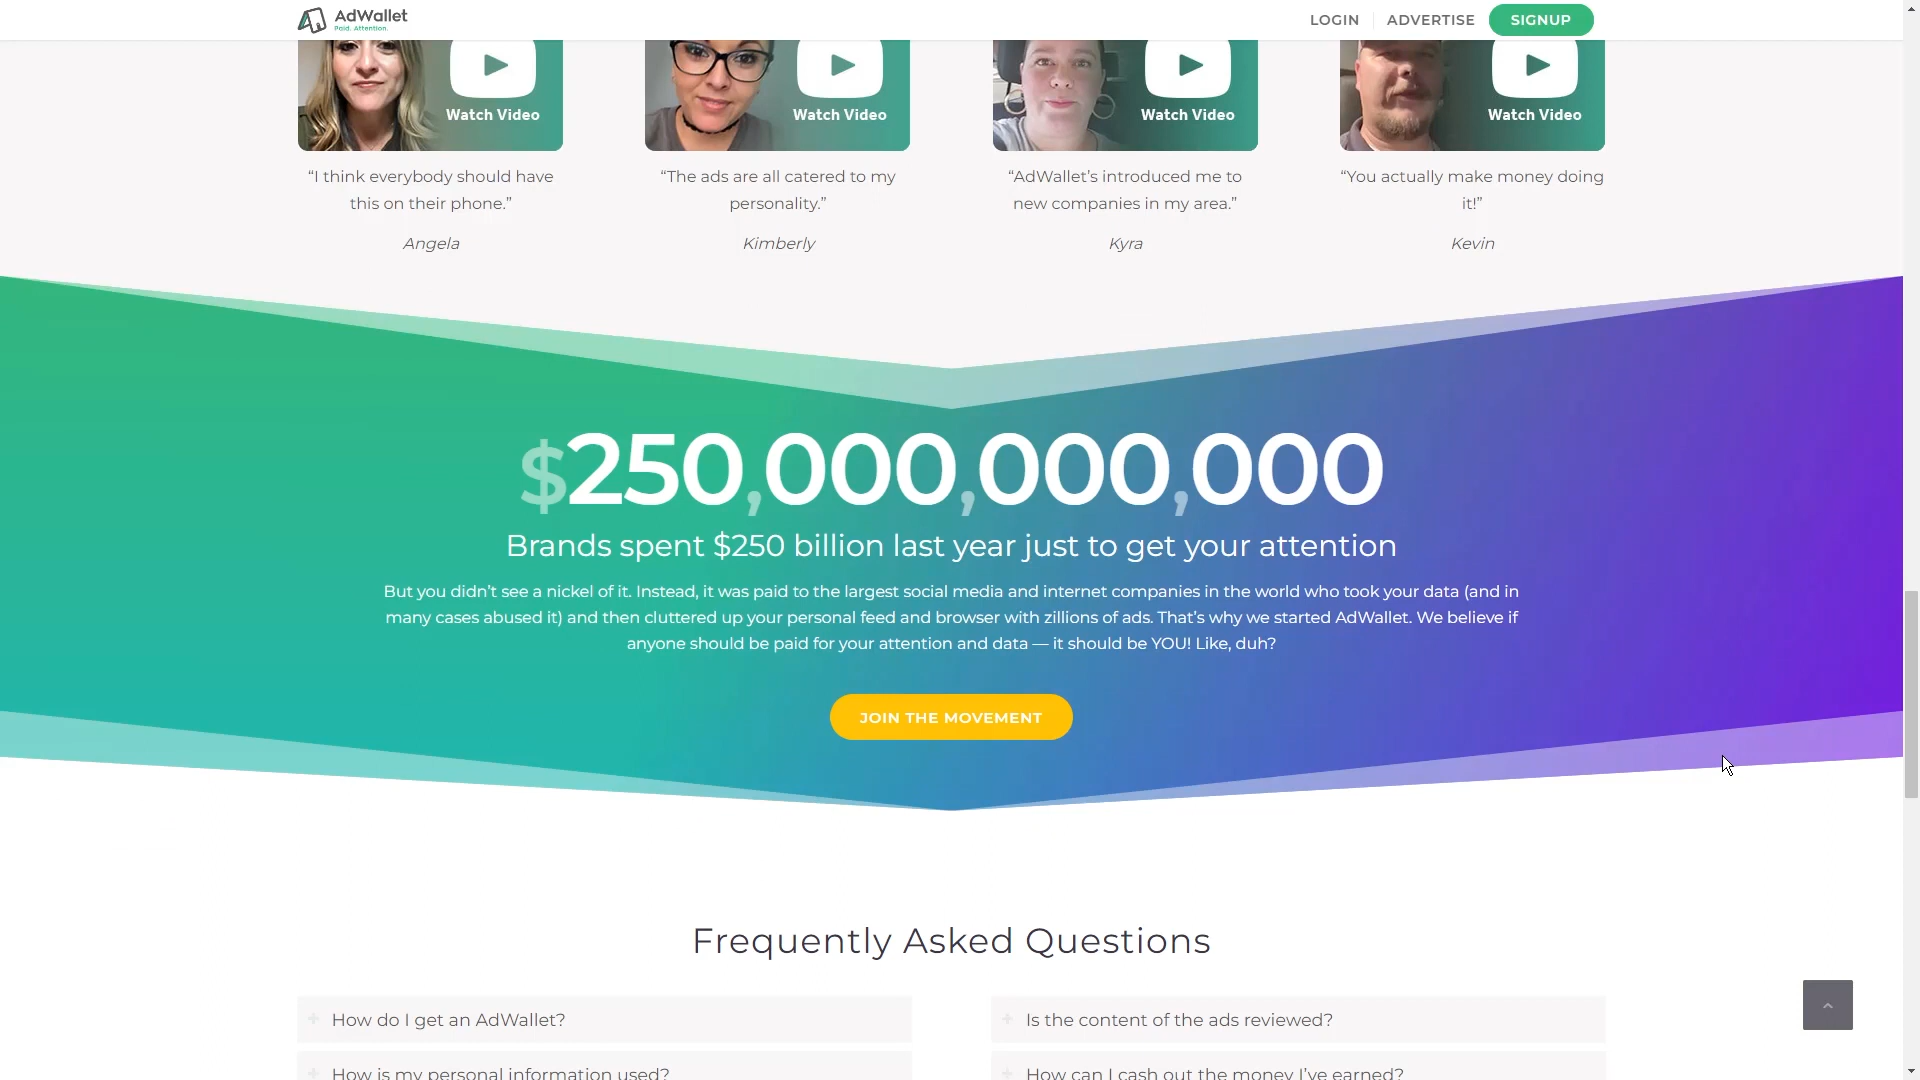 AdWallet
Paid. Attention.
LOGIN
ADVERTISE
SIGNUP
Watch Video
Watch Video
Watch Video
Watch Video
“I think everybody should have
this on their phone.”
Angela
“The ads are all catered to my
personality.”
Kimberly
“AdWallet’s introduced me to
new companies in my area.”
Kyra
“You actually make money doing
it!”
Kevin
$250,000,000,000
Brands spent $250 billion last year just to get your attention
But you didn’t see a nickel of it. Instead, it was paid to the largest social media and internet companies in the world who took your data (and in
many cases abused it) and then cluttered up your personal feed and browser with zillions of ads. That’s why we started AdWallet. We believe if
anyone should be paid for your attention and data — it should be YOU! Like, duh?
JOIN THE MOVEMENT
Frequently Asked Questions
How do I get an AdWallet?
Is the content of the ads reviewed?
How is my personal information used?
How can I cash out the money I’ve earned?